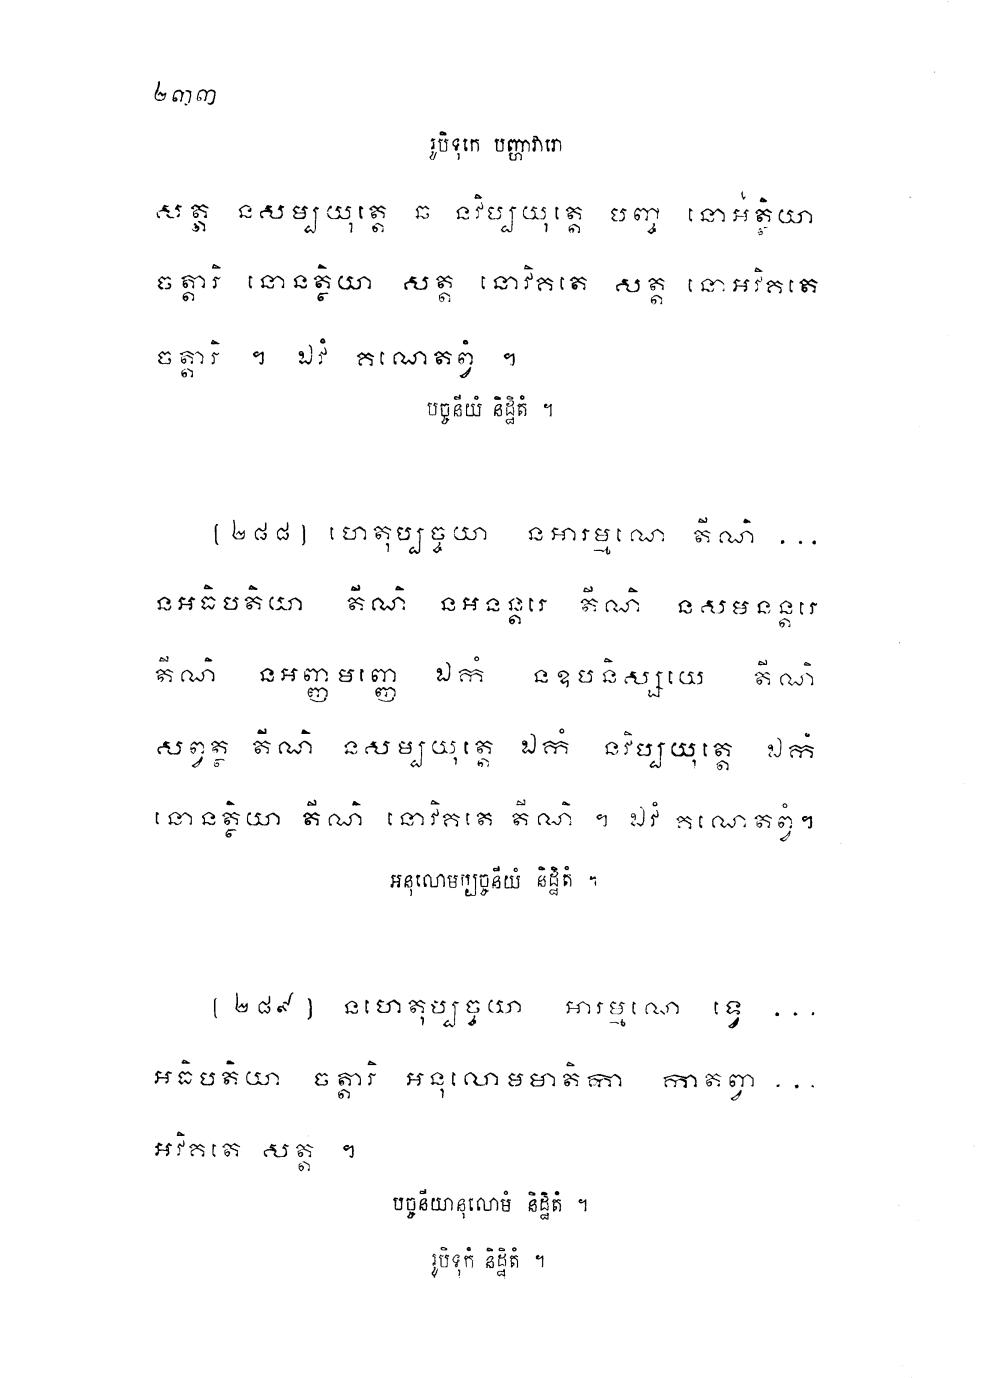 ២៣៣
រូបិទុកេ បញ្ហាវារោ
សត្ត នសម្បយុត្តេ ឆ នវិប្បយុត្តេ បញ្ច នោអត្ថិយា
ចត្តារិ នោនត្ថិយា សត្ត នោវិគតេ សត្ត នោអវិគតេ
ចត្តារិ ។ ឯវំ គណេតព្វំ ។
បច្ចនីយំ និដ្ឋិតំ ។
[២៨៨] ហេតុប្បច្ចយា នអារម្មណេ តីណិ ...
នអធិបតិយា តីណិ នអនន្តរេ តីណិ នសមនន្តរេ
តីណិ នអញ្ញមញ្ញេ ឯកំ នឧបនិស្សយេ តីណិ
សព្វត្ថ តីណិ នសម្បយុត្តេ ឯកំ នវិប្បយុត្តេ ឯកំ
នោនត្ថិយា តីណិ នោវិគតេ តីណិ ។ ឯវំ គណេតព្វំ។
អនុលោមប្បច្ចនីយំ និដ្ឋិតំ ។
[២៨៩] នហេតុប្បច្ចយា អារម្មណេ ទ្វេ ...
អធិបតិយា ចត្តារិ អនុលោមមាតិកា កាតព្វា ...
អវិគតេ សត្ត ។
បច្ចនីយានុលោមំ និដ្ឋិតំ ។
រូបិទុកំ និដ្ឋិតំ ។